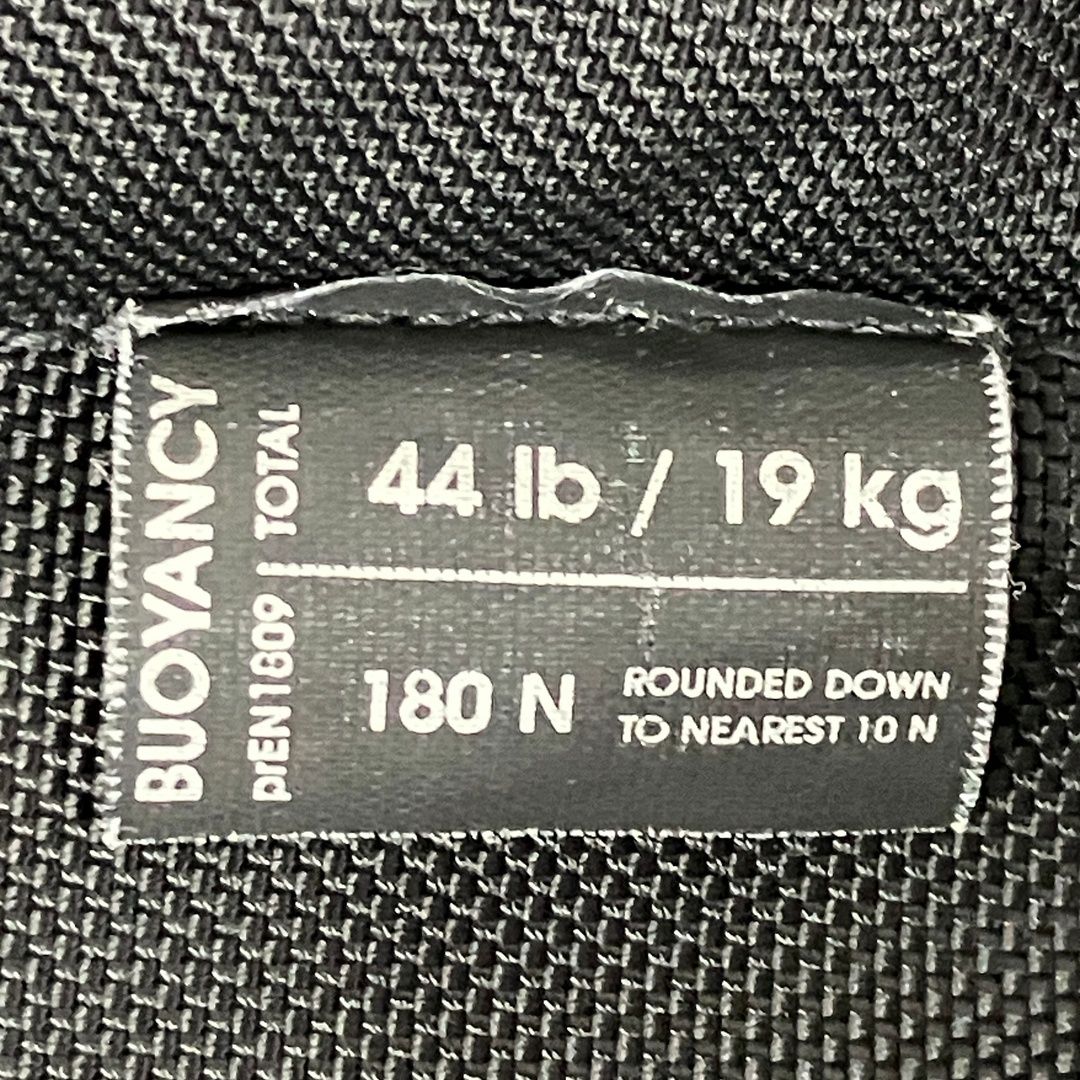 BUOYANCY
TOTAL
44 lb / 19 kg
prEN1809
180 N
ROUNDED DOWN
TO NEAREST 10 N